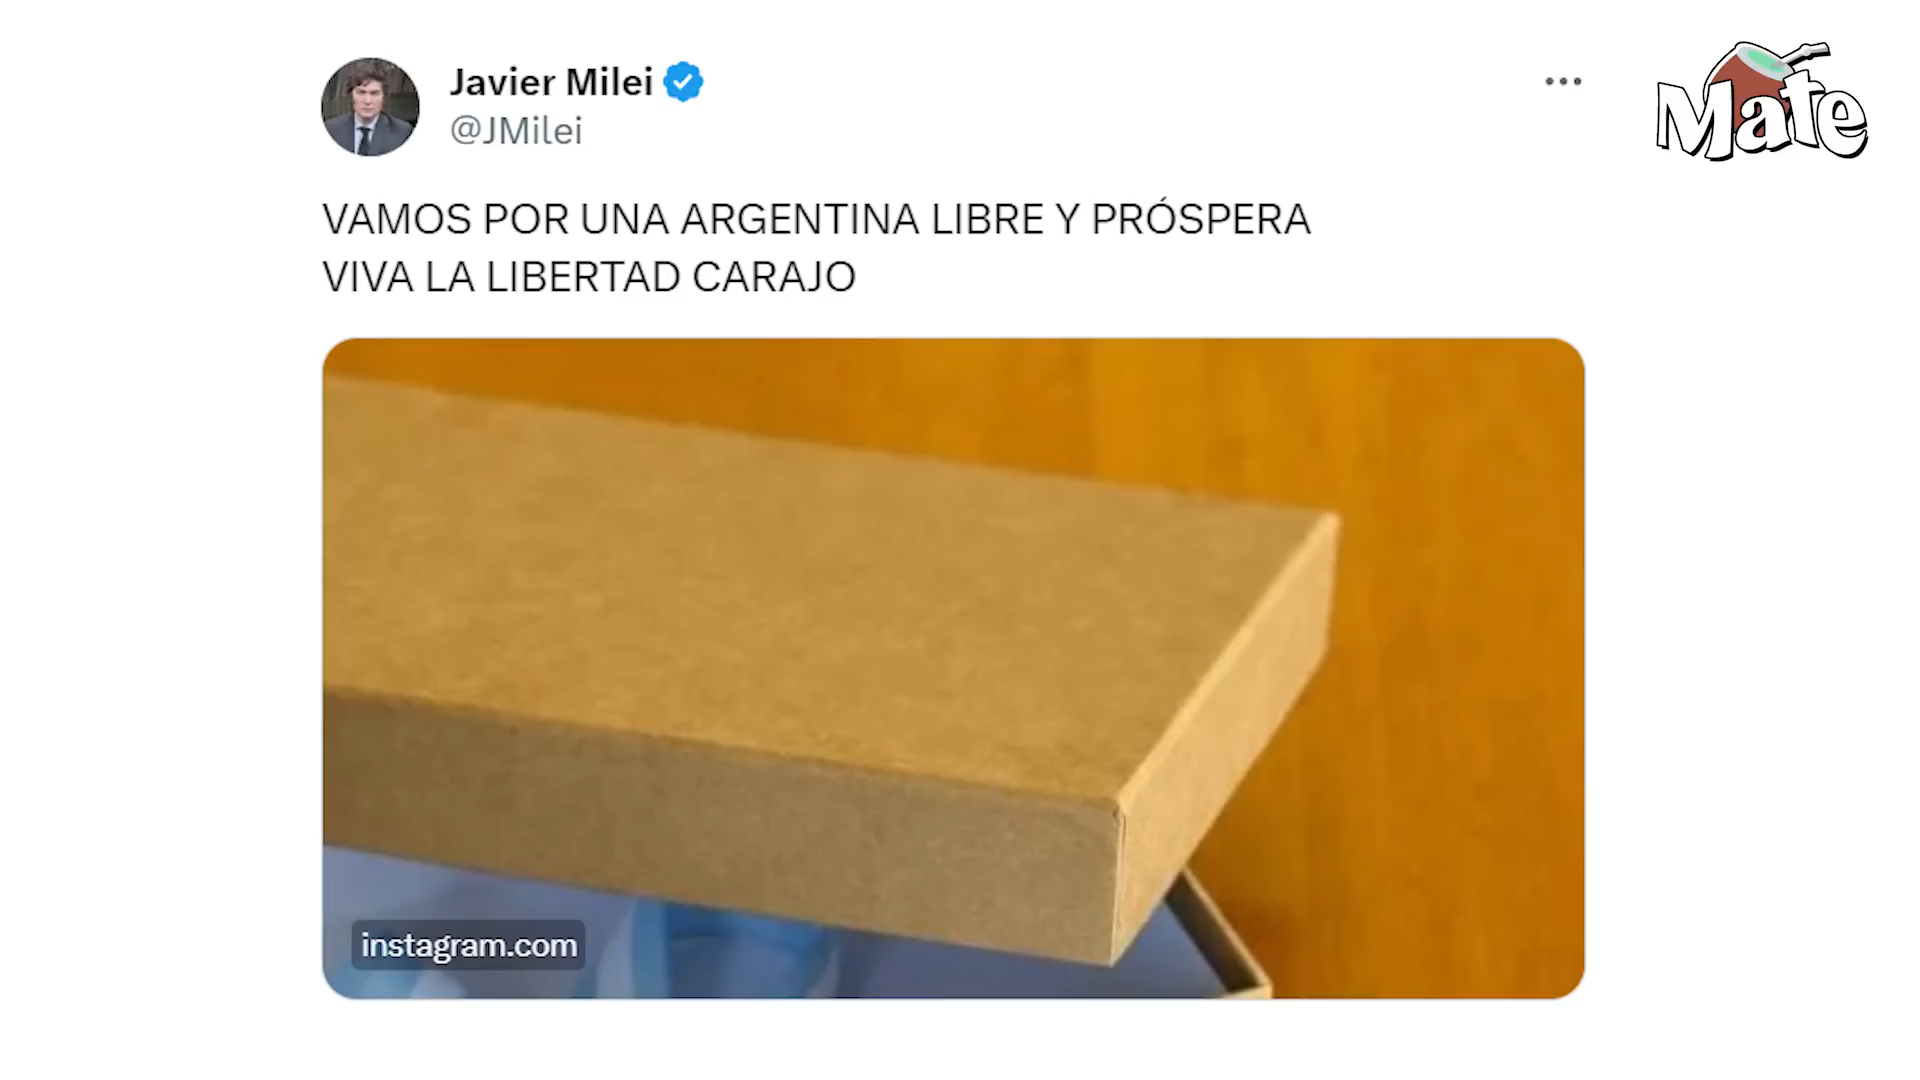 Javier Milei
@JMilei
Mate
VAMOS POR UNA ARGENTINA LIBRE Y PRÓSPERA
VIVA LA LIBERTAD CARAJO
instagram.com